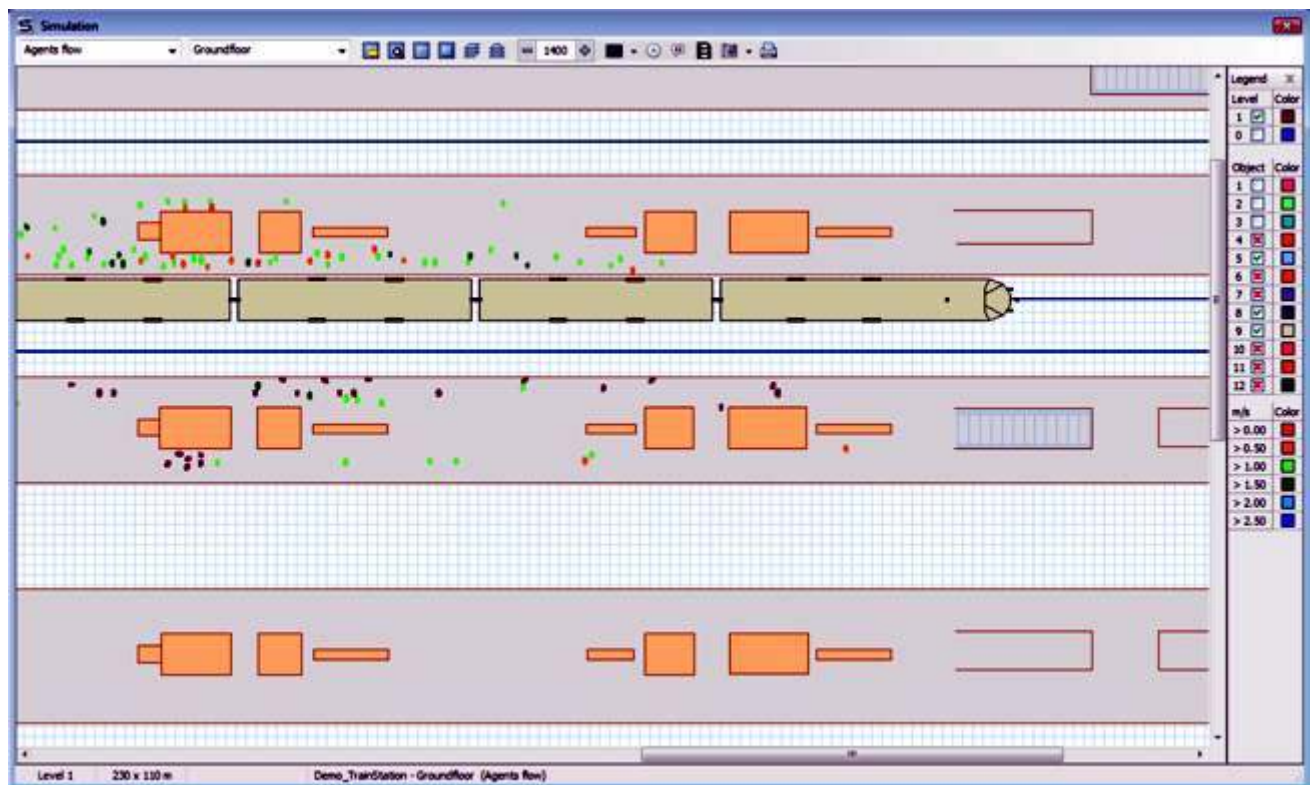 Simulation
Agents flow Groundfloor 1400
Legend
Level Color
1
0
Object Color
1
2
3
4
5
6
7
8
9
10
11
12
m/s Color
> 0.00
> 0.50
> 1.00
> 1.50
> 2.00
> 2.50
Level 1 230 x 110 m Demo_TrainStation - Groundfloor (Agents flow)